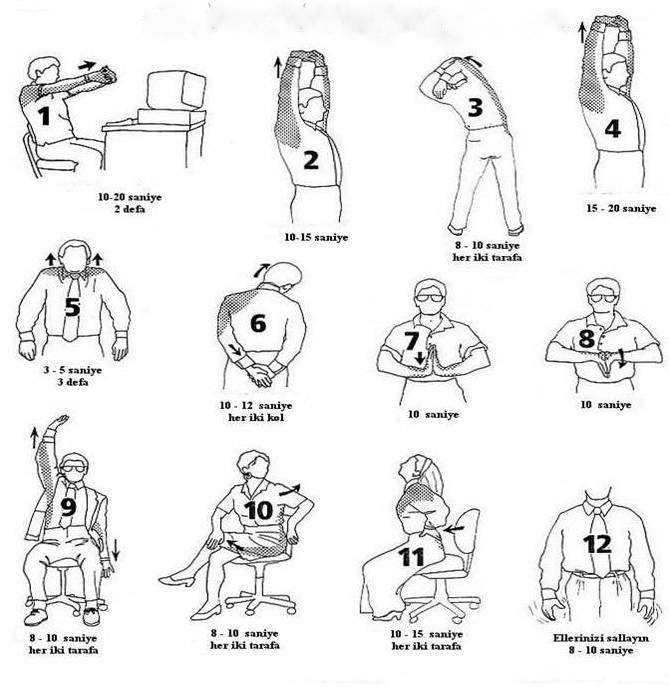 1
10-20 saniye
2 defa
2
10-15 saniye
3
8 - 10 saniye
her iki tarafa
4
15 - 20 saniye
5
3 - 5 saniye
3 defa
6
10 - 12 saniye
her iki kol
7
10 saniye
8
10 saniye
9
8 - 10 saniye
her iki tarafa
10
8 - 10 saniye
her iki tarafa
11
10 - 15 saniye
her iki tarafa
12
Ellerinizi sallayın
8 - 10 saniye